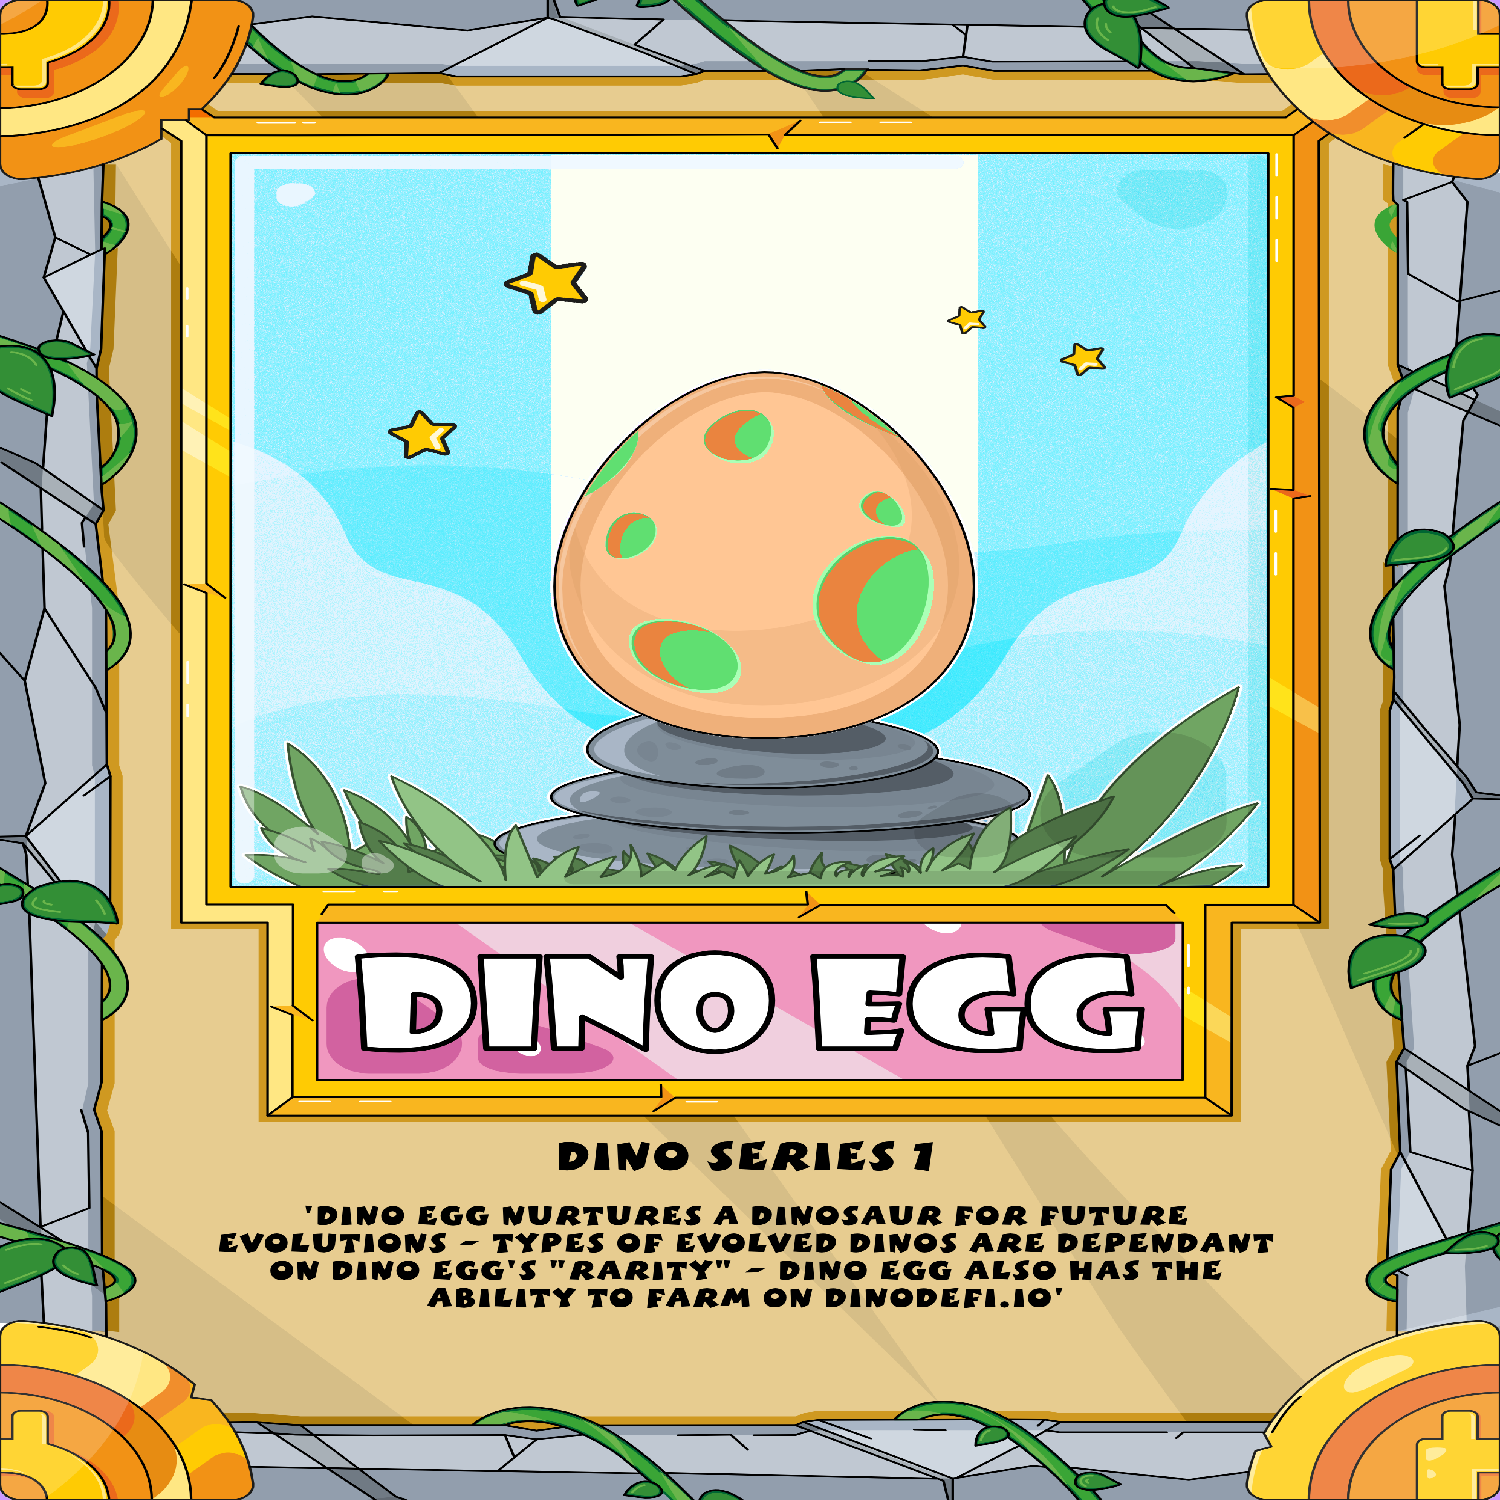 DINO EGG
DINO SERIES 1
'DINO EGG NURTURES A DINOSAUR FOR FUTURE
EVOLUTIONS - TYPES OF EVOLVED DINOS ARE DEPENDANT
ON DINO EGG'S "RARITY" - DINO EGG ALSO HAS THE
ABILITY TO FARM ON DINODEFI.IO'